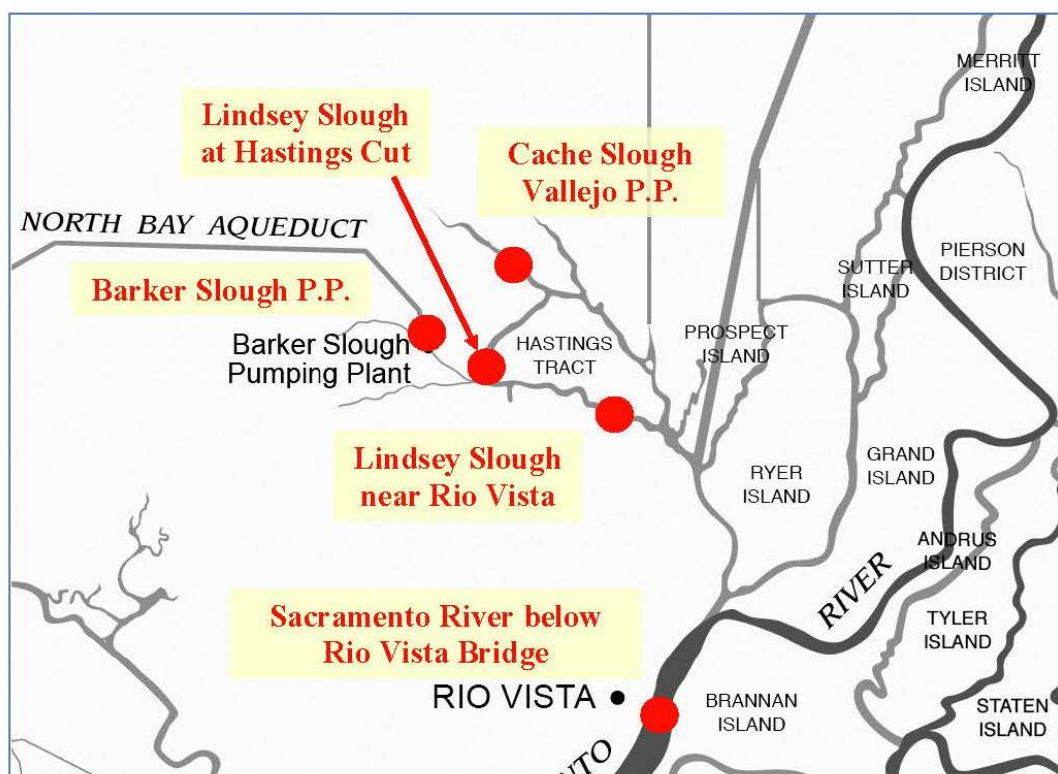 MERRITT
ISLAND
Lindsey Slough
at Hastings Cut
Cache Slough
Vallejo P.P.
NORTH BAY AQUEDUCT
PIERSON
DISTRICT
SUTTER
ISLAND
Barker Slough P.P.
Barker Slough
Pumping Plant
HASTINGS
TRACT
PROSPECT
ISLAND
Lindsey Slough
near Rio Vista
RYER
ISLAND
GRAND
ISLAND
ANDRUS
ISLAND
RIVER
TYLER
ISLAND
Sacramento River below
Rio Vista Bridge
RIO VISTA
BRANNAN
ISLAND
STATEN
ISLAND
NTO